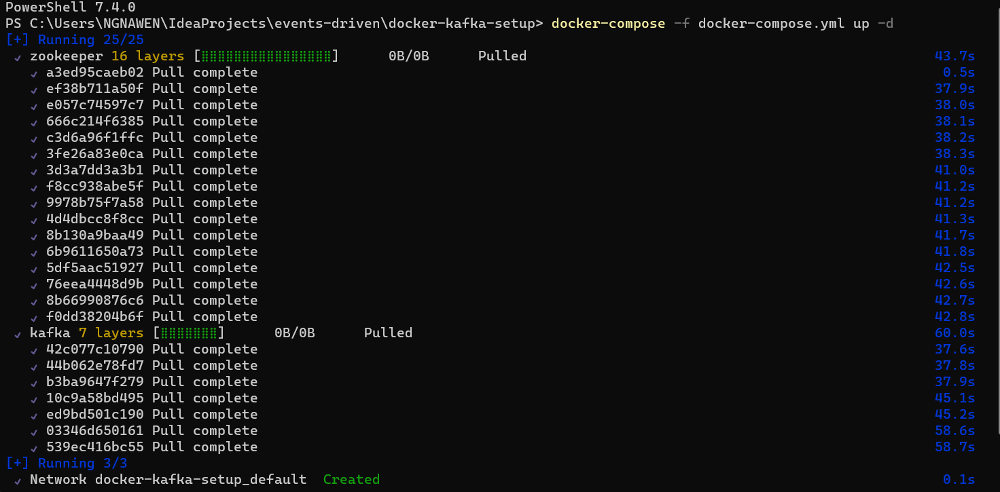 PowerShell 7.4.0
PS C:\Users\NGNAWEN\IdeaProjects\events-driven\docker-kafka-setup> docker-compose -f docker-compose.yml up -d
[+] Running 25/25
✔ zookeeper 16 layers [⣿⣿⣿⣿⣿⣿⣿⣿⣿⣿⣿⣿⣿⣿⣿⣿] 0B/0B Pulled 43.7s
✔ a3ed95caeb02 Pull complete 0.5s
✔ ef38b711a50f Pull complete 37.9s
✔ e057c74597c7 Pull complete 38.0s
✔ 666c214f6385 Pull complete 38.1s
✔ c3d6a96f1ffc Pull complete 38.2s
✔ 3fe26a83e0ca Pull complete 38.3s
✔ 3d3a7dd3a3b1 Pull complete 41.0s
✔ f8cc938abe5f Pull complete 41.2s
✔ 9978b75f7a58 Pull complete 41.2s
✔ 4d4dbcc8f8cc Pull complete 41.3s
✔ 8b130a9baa49 Pull complete 41.7s
✔ 6b9611650a73 Pull complete 41.8s
✔ 5df5aac51927 Pull complete 42.5s
✔ 76eea4448d9b Pull complete 42.6s
✔ 8b66990876c6 Pull complete 42.7s
✔ f0dd38204b6f Pull complete 42.8s
✔ kafka 7 layers [⣿⣿⣿⣿⣿⣿⣿] 0B/0B Pulled 60.0s
✔ 42c077c10790 Pull complete 37.6s
✔ 44b062e78fd7 Pull complete 37.8s
✔ b3ba9647f279 Pull complete 37.9s
✔ 10c9a58bd495 Pull complete 45.1s
✔ ed9bd501c190 Pull complete 45.2s
✔ 03346d650161 Pull complete 58.6s
✔ 539ec416bc55 Pull complete 58.7s
[+] Running 3/3
✔ Network docker-kafka-setup_default Created 0.1s